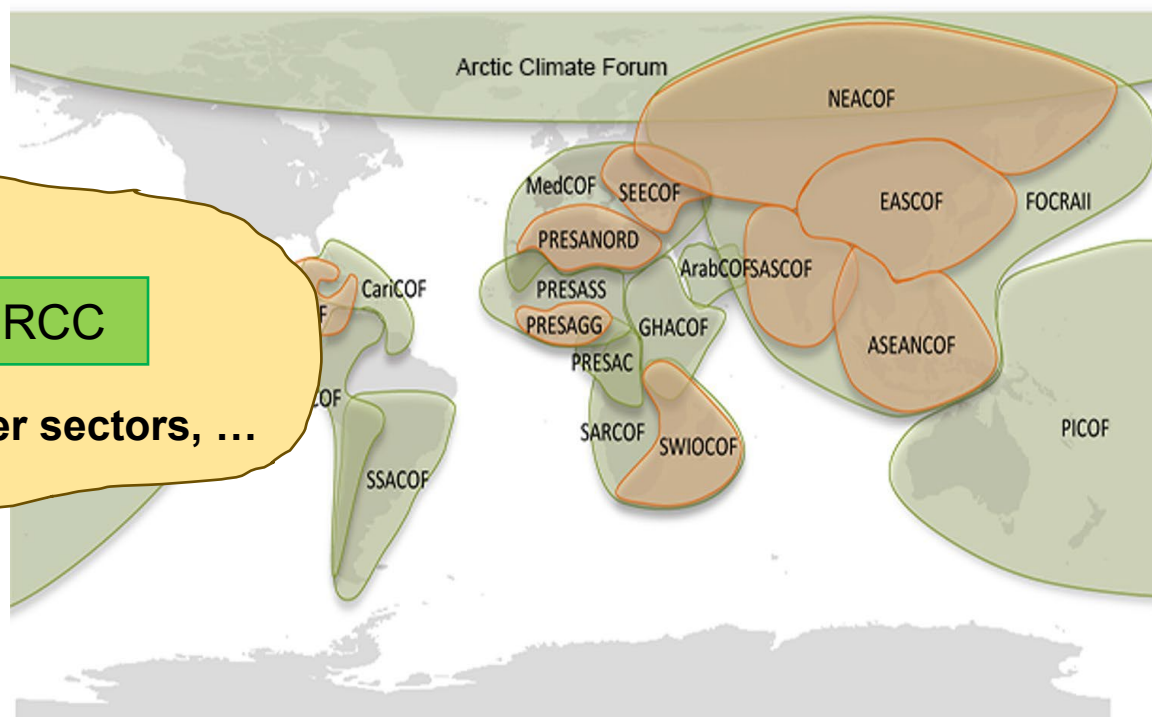 Arctic Climate Forum
NEACOF
MedCOF
SEECOF
EASCOF
FOCRAII
PRESANORD
ArabCOF
SASCOF
CariCOF
PRESASS
RCC
PRESAGG
GHACOF
ASEANCOF
PRESAC
sectors, …
SARCOF
PICOF
SWIOCOF
SSACOF